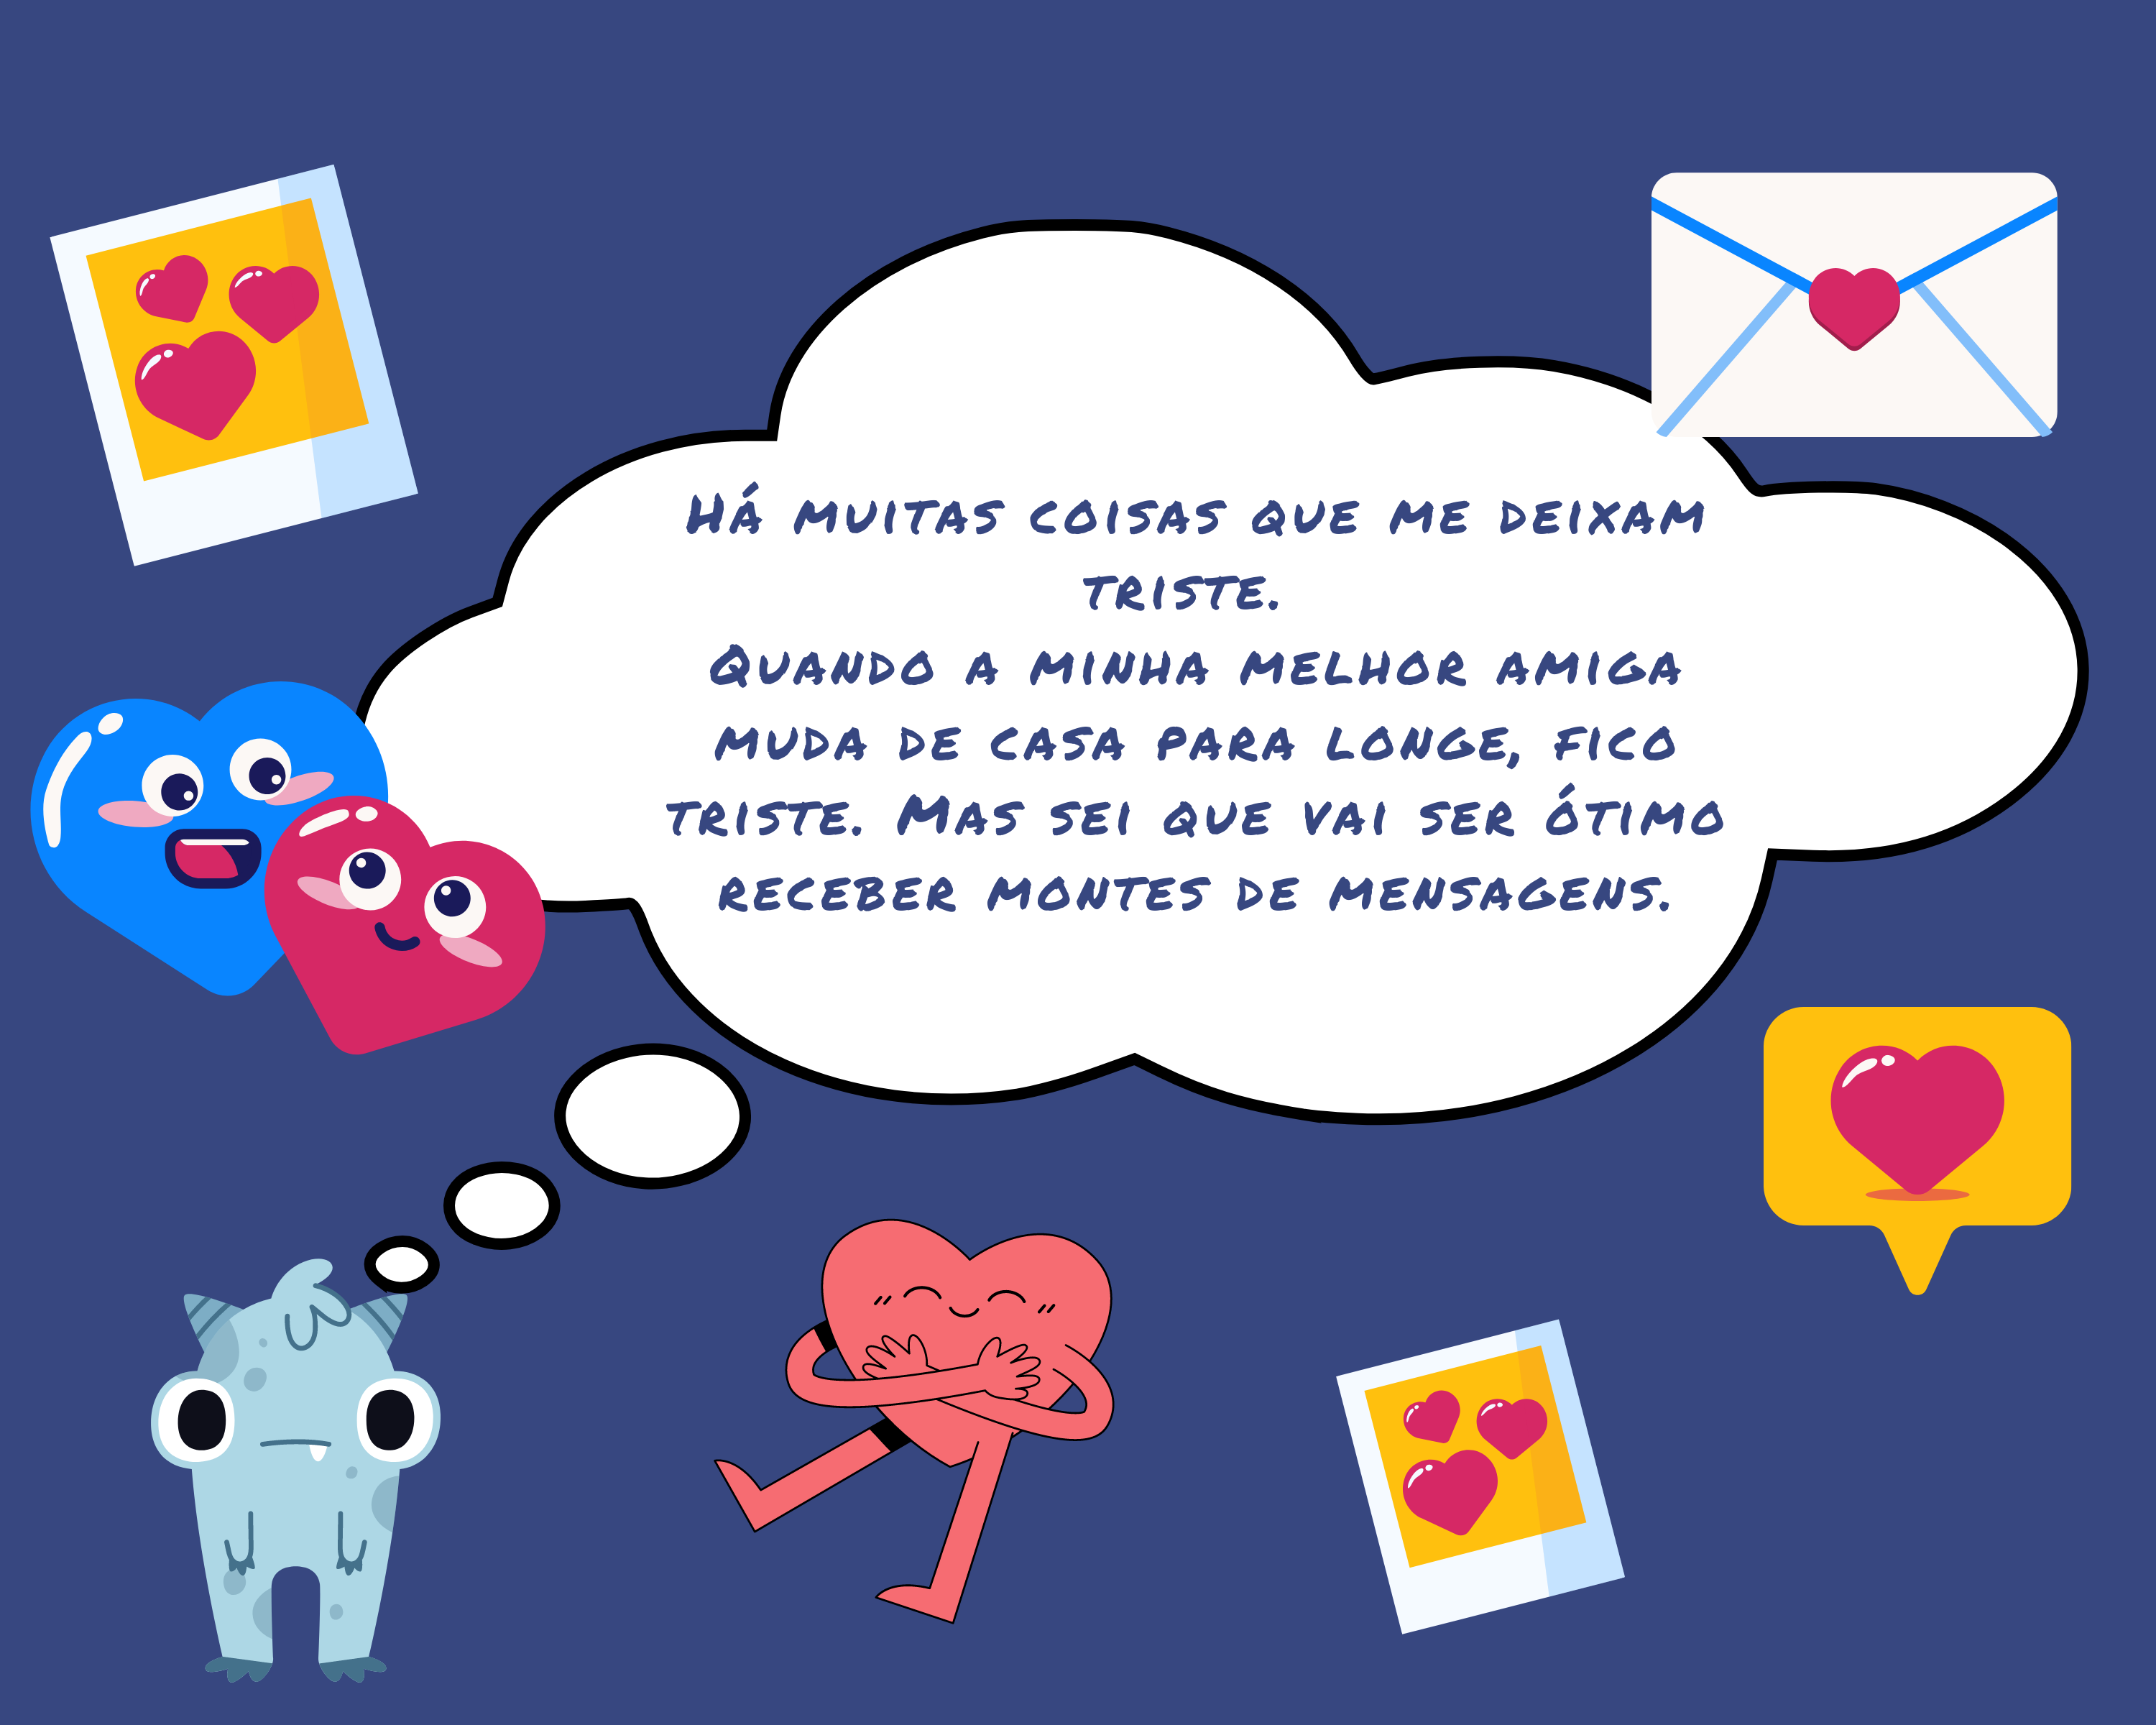 Há muitas coisas que me deixam
triste.
Quando a minha melhor amiga
muda de casa para longe, fico
triste. Mas sei que vai ser ótimo
receber montes de mensagens.